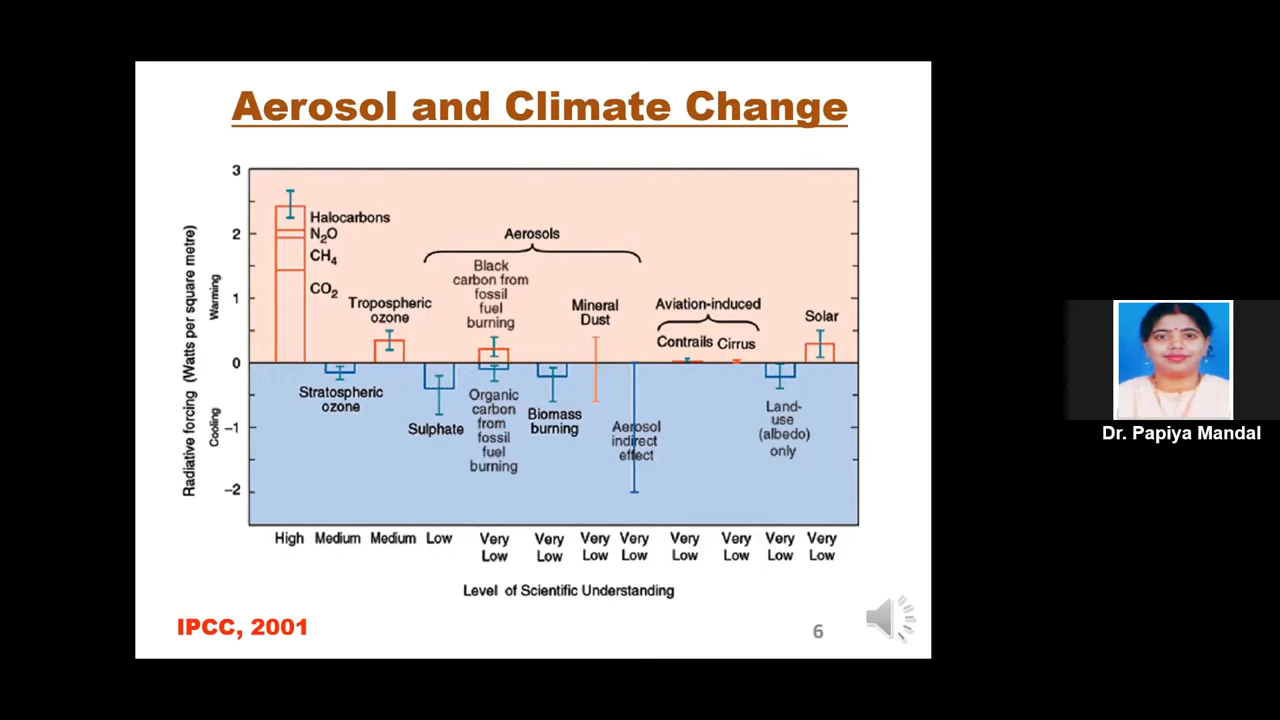 Aerosol and Climate Change
Radiative forcing (Watts per square metre)
Warming
Cooling
3
2
1
0
−1
−2
Halocarbons
N₂O
CH₄
CO₂
Stratospheric
ozone
Tropospheric
ozone
Aerosols
Sulphate
Black
carbon from
fossil
fuel
burning
Organic
carbon
from
fossil
fuel
burning
Biomass
burning
Mineral
Dust
Aerosol
indirect
effect
Aviation-induced
Contrails Cirrus
Land-
use
(albedo)
only
Solar
High Medium Medium Low Very Very Very Very Very Very Very Very
Low Low Low Low Low Low Low Low
Level of Scientific Understanding
IPCC, 2001
6
Dr. Papiya Mandal